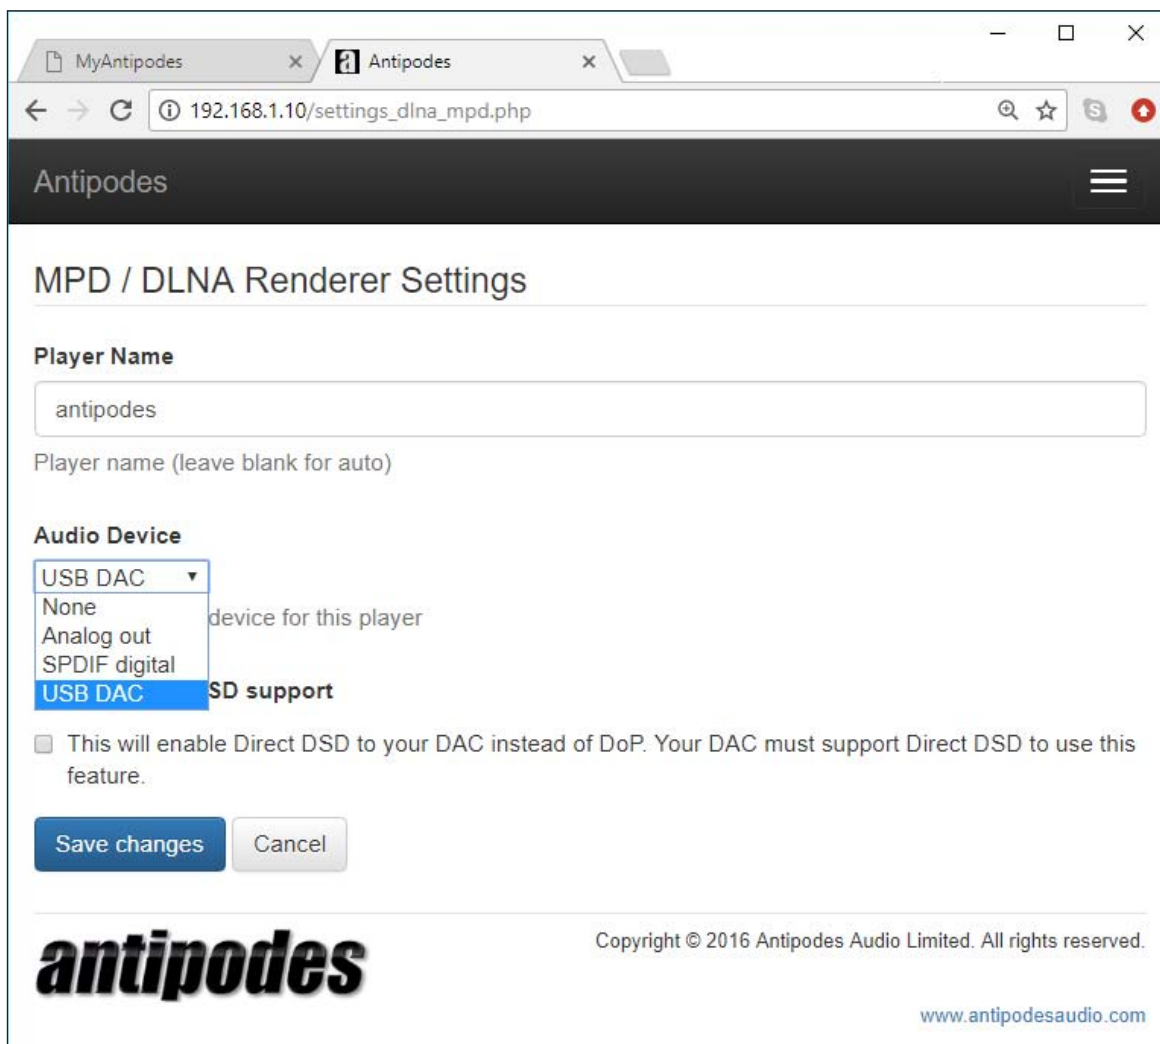 MyAntipodes
Antipodes
192.168.1.10/settings_dlna_mpd.php
Antipodes
MPD / DLNA Renderer Settings
Player Name
antipodes
Player name (leave blank for auto)
Audio Device
USB DAC
None
device for this player
Analog out
SPDIF digital
USB DAC
SD support
This will enable Direct DSD to your DAC instead of DoP. Your DAC must support Direct DSD to use this
feature.
Save changes
Cancel
antipodes
Copyright © 2016 Antipodes Audio Limited. All rights reserved.
www.antipodesaudio.com